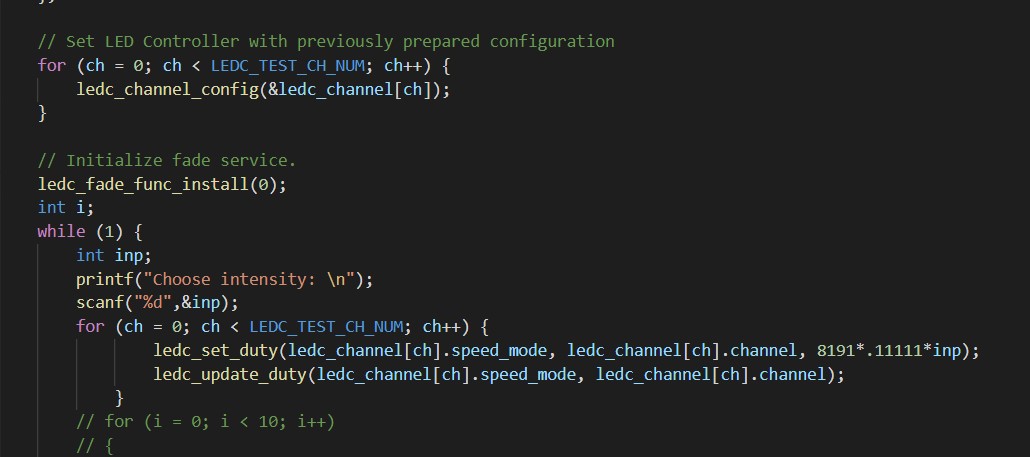 // Set LED Controller with previously prepared configuration
for (ch = 0; ch < LEDC_TEST_CH_NUM; ch++) {
    ledc_channel_config(&ledc_channel[ch]);
}
// Initialize fade service.
ledc_fade_func_install(0);
int i;
while (1) {
    int inp;
    printf("Choose intensity: \n");
    scanf("%d",&inp);
    for (ch = 0; ch < LEDC_TEST_CH_NUM; ch++) {
            ledc_set_duty(ledc_channel[ch].speed_mode, ledc_channel[ch].channel, 8191*.11111*inp);
            ledc_update_duty(ledc_channel[ch].speed_mode, ledc_channel[ch].channel);
        }
    // for (i = 0; i < 10; i++)
    // {